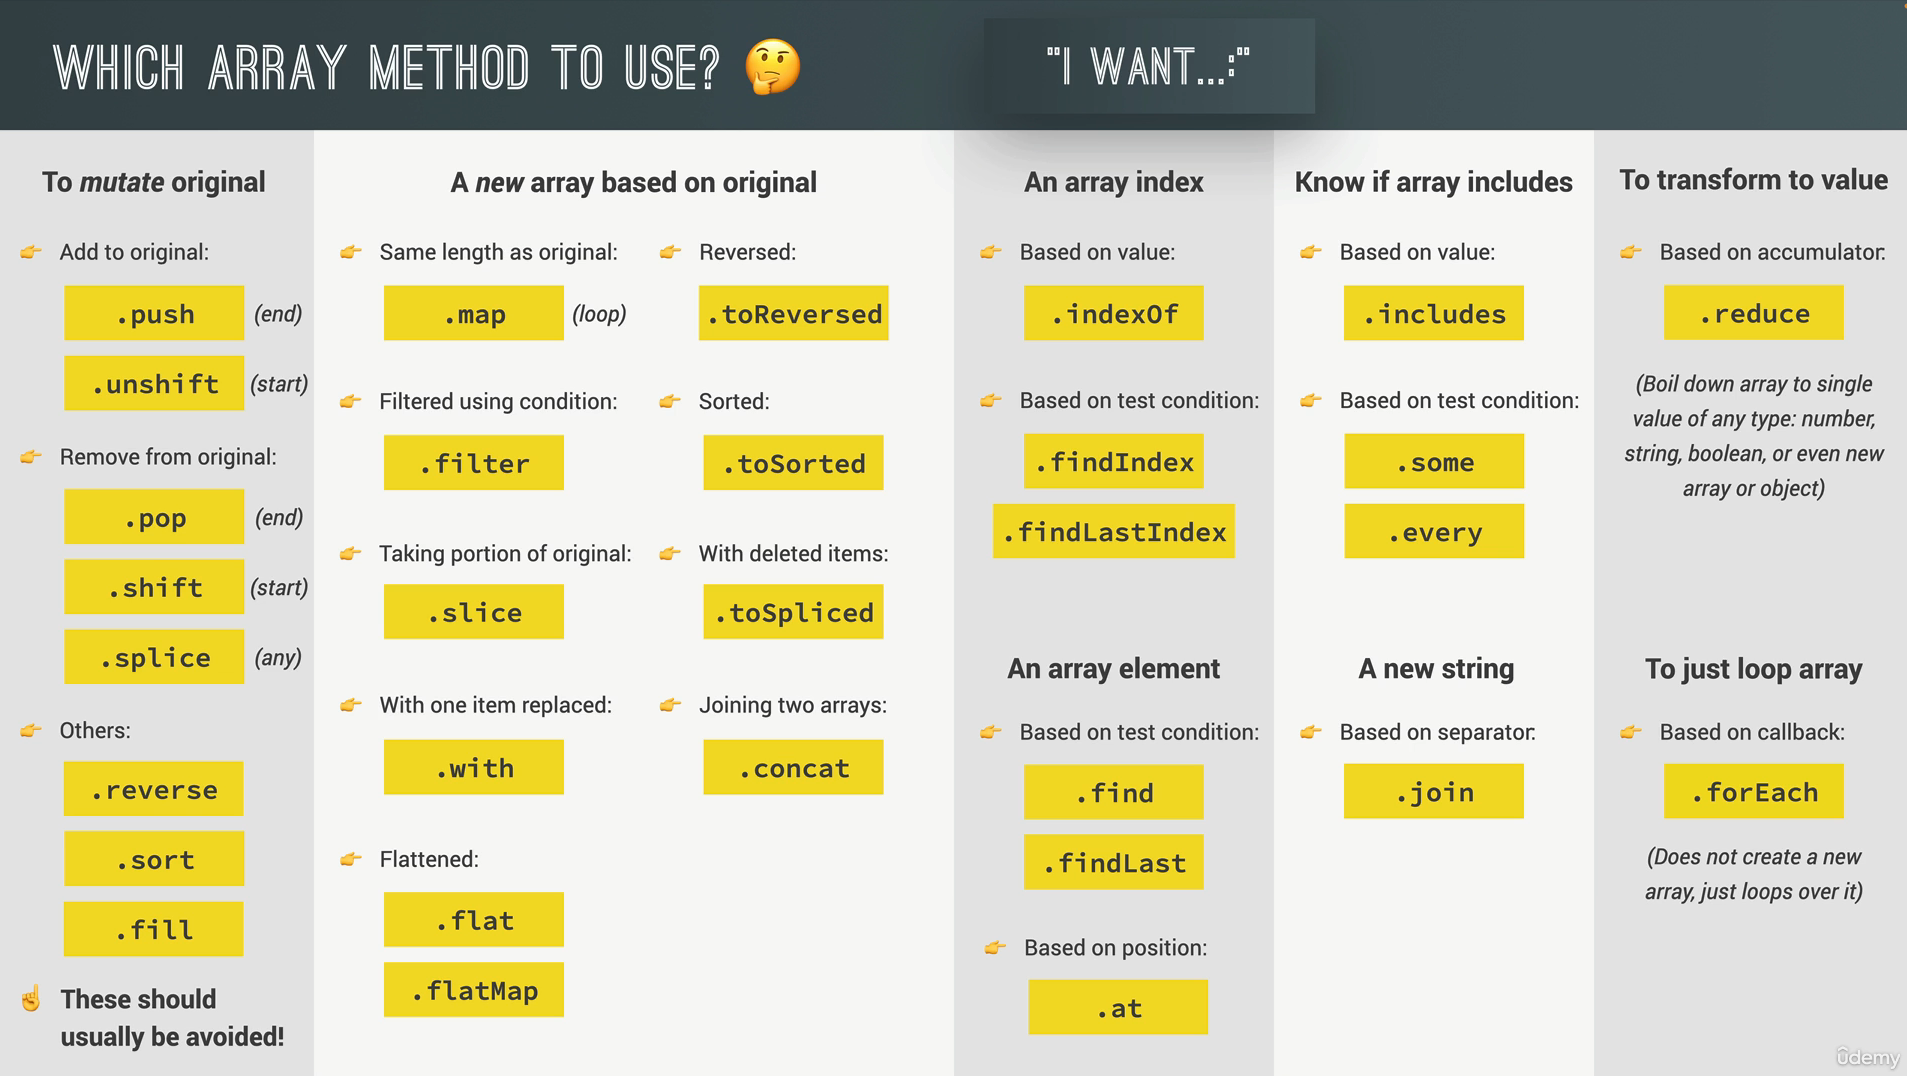 WHICH ARRAY METHOD TO USE?
"I WANT...:"
To mutate original
Add to original:
.push (end)
.unshift (start)
Remove from original:
.pop (end)
.shift (start)
.splice (any)
Others:
.reverse
.sort
.fill
These should
usually be avoided!
A new array based on original
Same length as original:
.map (loop)
Filtered using condition:
.filter
Taking portion of original:
.slice
With one item replaced:
.with
Flattened:
.flat
.flatMap
Reversed:
.toReversed
Sorted:
.toSorted
With deleted items:
.toSpliced
Joining two arrays:
.concat
An array index
Based on value:
.indexOf
Based on test condition:
.findIndex
.findLastIndex
An array element
Based on test condition:
.find
.findLast
Based on position:
.at
Know if array includes
Based on value:
.includes
Based on test condition:
.some
.every
A new string
Based on separator:
.join
To transform to value
Based on accumulator:
.reduce
(Boil down array to single
value of any type: number,
string, boolean, or even new
array or object)
To just loop array
Based on callback:
.forEach
(Does not create a new
array, just loops over it)
ûdemy